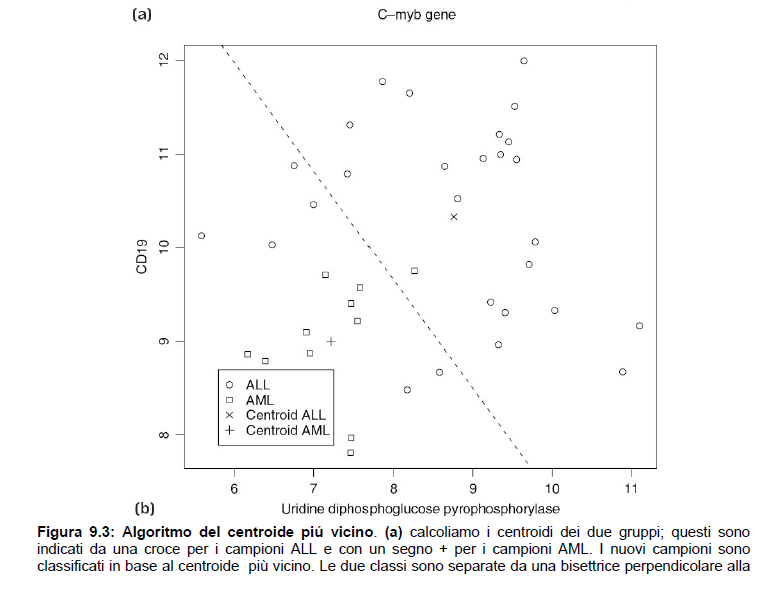 (a)
C–myb gene
12
11
10
9
8
CD19
ALL
AML
Centroid ALL
Centroid AML
6 7 8 9 10 11
(b)
Uridine diphosphoglucose pyrophosphorylase
Figura 9.3: Algoritmo del centroide piú vicino. (a) calcoliamo i centroidi dei due gruppi; questi sono
indicati da una croce per i campioni ALL e con un segno + per i campioni AML. I nuovi campioni sono
classificati in base al centroide più vicino. Le due classi sono separate da una bisettrice perpendicolare alla